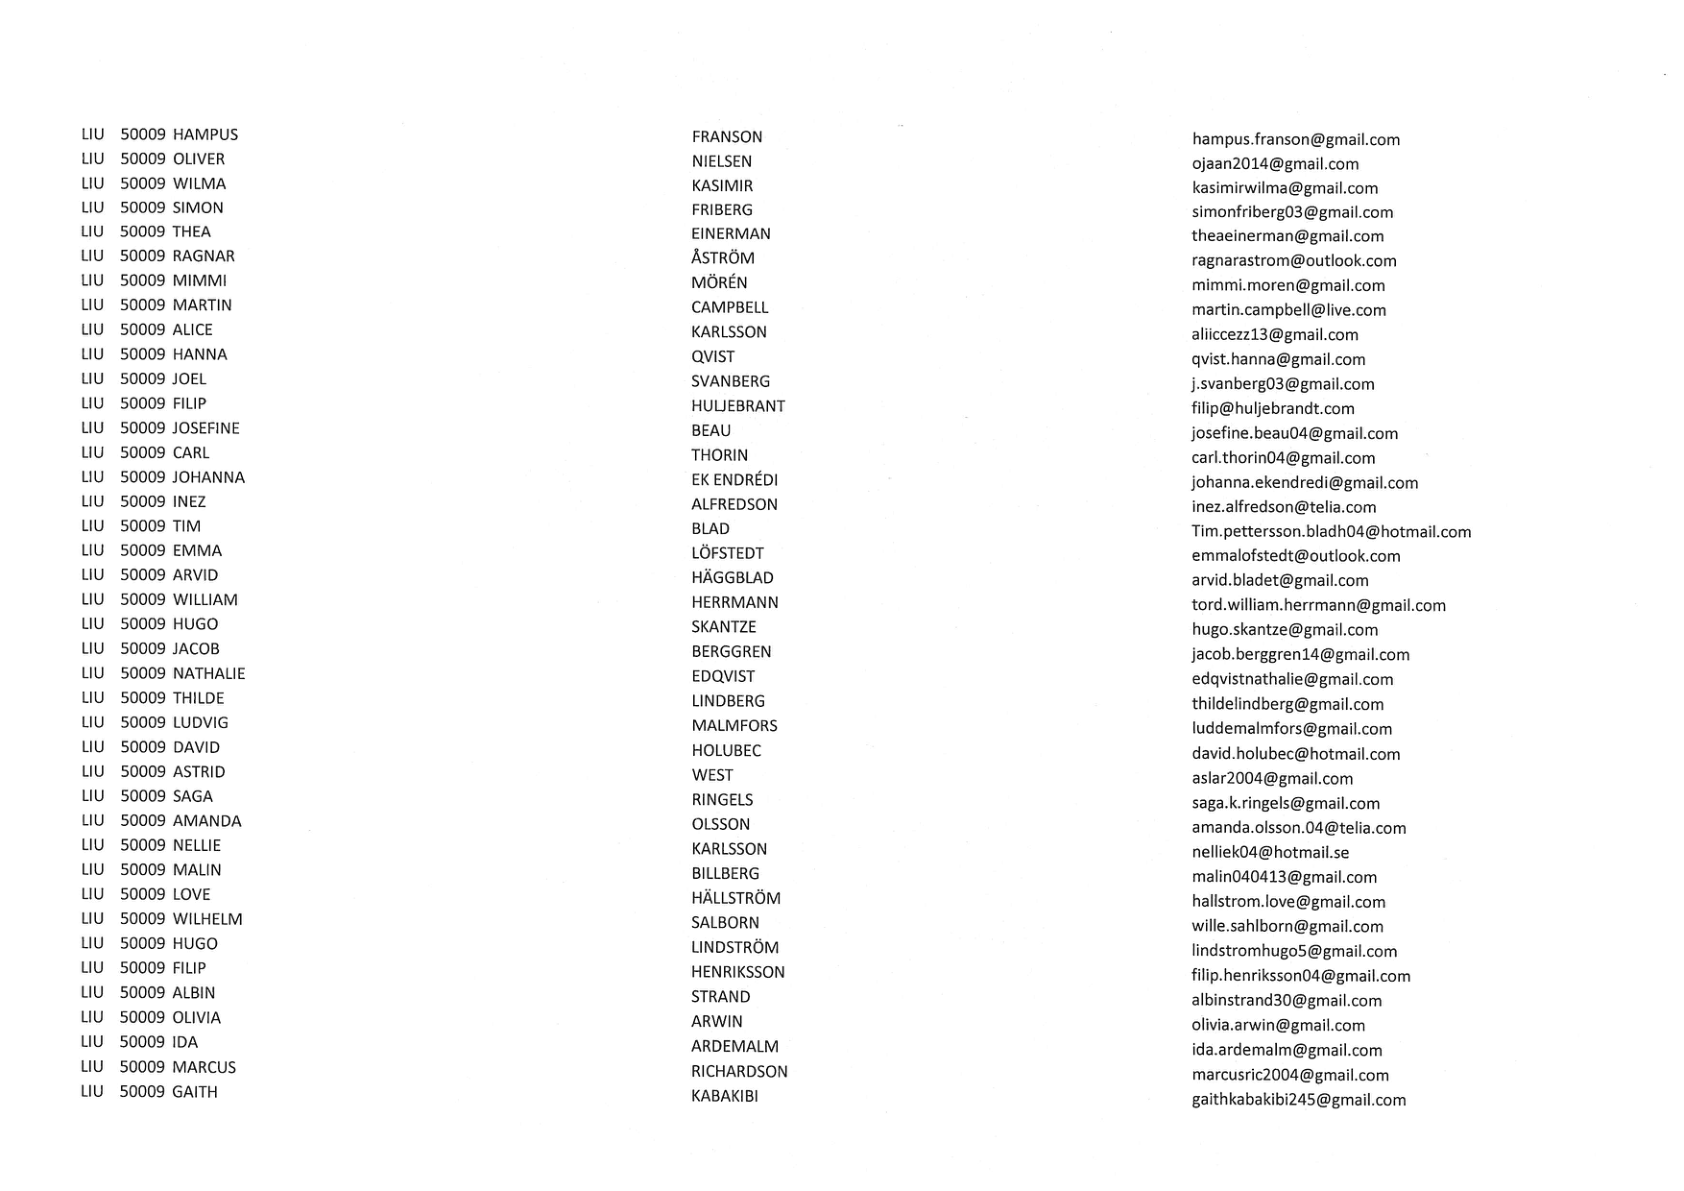 LIU 50009 HAMPUS FRANSON hampus.franson@gmail.com
LIU 50009 OLIVER NIELSEN ojaan2014@gmail.com
LIU 50009 WILMA KASIMIR kasimirwilma@gmail.com
LIU 50009 SIMON FRIBERG simonfriberg03@gmail.com
LIU 50009 THEA EINERMAN theaeinerman@gmail.com
LIU 50009 RAGNAR ÅSTRÖM ragnarastrom@outlook.com
LIU 50009 MIMMI MÖRÉN mimmi.moren@gmail.com
LIU 50009 MARTIN CAMPBELL martin.campbell@live.com
LIU 50009 ALICE KARLSSON aliiccezz13@gmail.com
LIU 50009 HANNA QVIST qvist.hanna@gmail.com
LIU 50009 JOEL SVANBERG j.svanberg03@gmail.com
LIU 50009 FILIP HULJEBRANT filip@huljebrandt.com
LIU 50009 JOSEFINE BEAU josefine.beau04@gmail.com
LIU 50009 CARL THORIN carl.thorin04@gmail.com
LIU 50009 JOHANNA EK ENDRÉDI johanna.ekendredi@gmail.com
LIU 50009 INEZ ALFREDSON inez.alfredson@telia.com
LIU 50009 TIM BLAD Tim.pettersson.bladh04@hotmail.com
LIU 50009 EMMA LÖFSTEDT emmalofstedt@outlook.com
LIU 50009 ARVID HÄGGBLAD arvid.bladet@gmail.com
LIU 50009 WILLIAM HERRMANN tord.william.herrmann@gmail.com
LIU 50009 HUGO SKANTZE hugo.skantze@gmail.com
LIU 50009 JACOB BERGGREN jacob.berggren14@gmail.com
LIU 50009 NATHALIE EDQVIST edqvistnathalie@gmail.com
LIU 50009 THILDE LINDBERG thildelindberg@gmail.com
LIU 50009 LUDVIG MALMFORS luddemalmfors@gmail.com
LIU 50009 DAVID HOLUBEC david.holubec@hotmail.com
LIU 50009 ASTRID WEST aslar2004@gmail.com
LIU 50009 SAGA RINGELS saga.k.ringels@gmail.com
LIU 50009 AMANDA OLSSON amanda.olsson.04@telia.com
LIU 50009 NELLIE KARLSSON nelliek04@hotmail.se
LIU 50009 MALIN BILLBERG malin040413@gmail.com
LIU 50009 LOVE HÄLLSTRÖM hallstrom.love@gmail.com
LIU 50009 WILHELM SALBORN wille.sahlborn@gmail.com
LIU 50009 HUGO LINDSTRÖM lindstromhugo5@gmail.com
LIU 50009 FILIP HENRIKSSON filip.henriksson04@gmail.com
LIU 50009 ALBIN STRAND albinstrand30@gmail.com
LIU 50009 OLIVIA ARWIN olivia.arwin@gmail.com
LIU 50009 IDA ARDEMALM ida.ardemalm@gmail.com
LIU 50009 MARCUS RICHARDSON marcusric2004@gmail.com
LIU 50009 GAITH KABAKIBI gaithkabakibi245@gmail.com